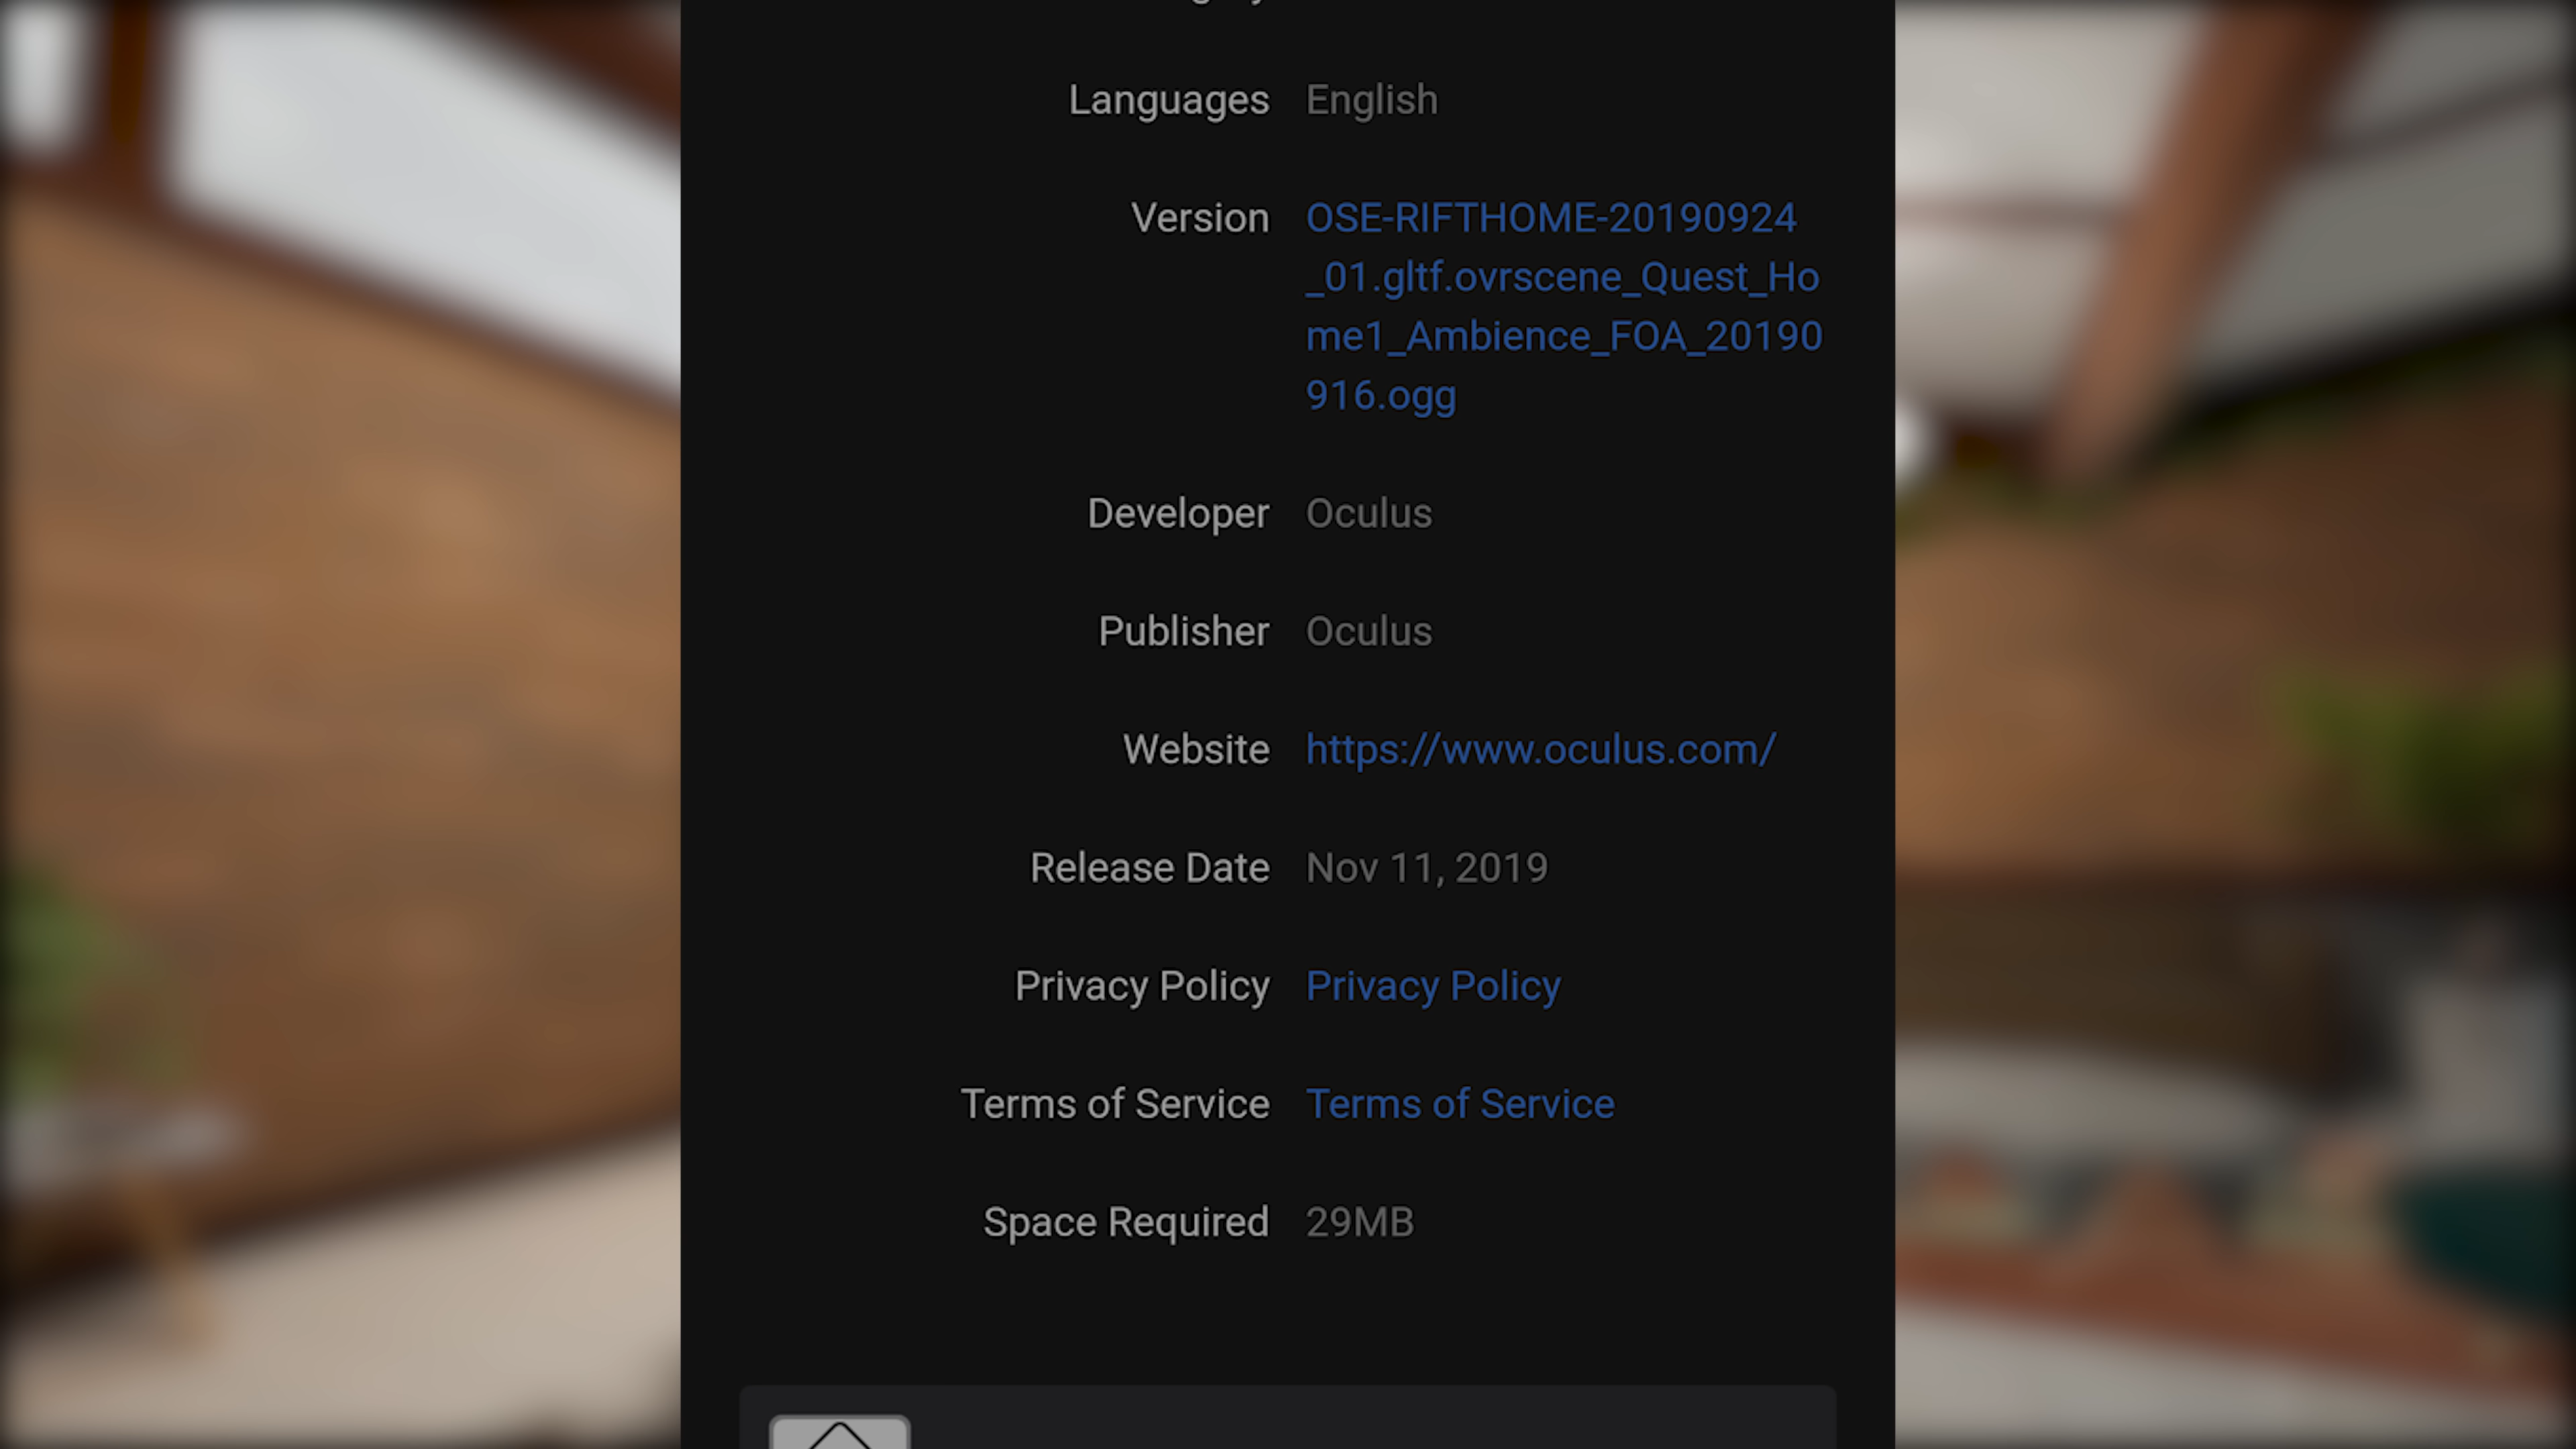 Languages English
Version OSE-RIFTHOME-20190924
_01.gltf.ovrscene_Quest_Ho
me1_Ambience_FOA_20190
916.ogg
Developer Oculus
Publisher Oculus
Website https://www.oculus.com/
Release Date Nov 11, 2019
Privacy Policy Privacy Policy
Terms of Service Terms of Service
Space Required 29MB